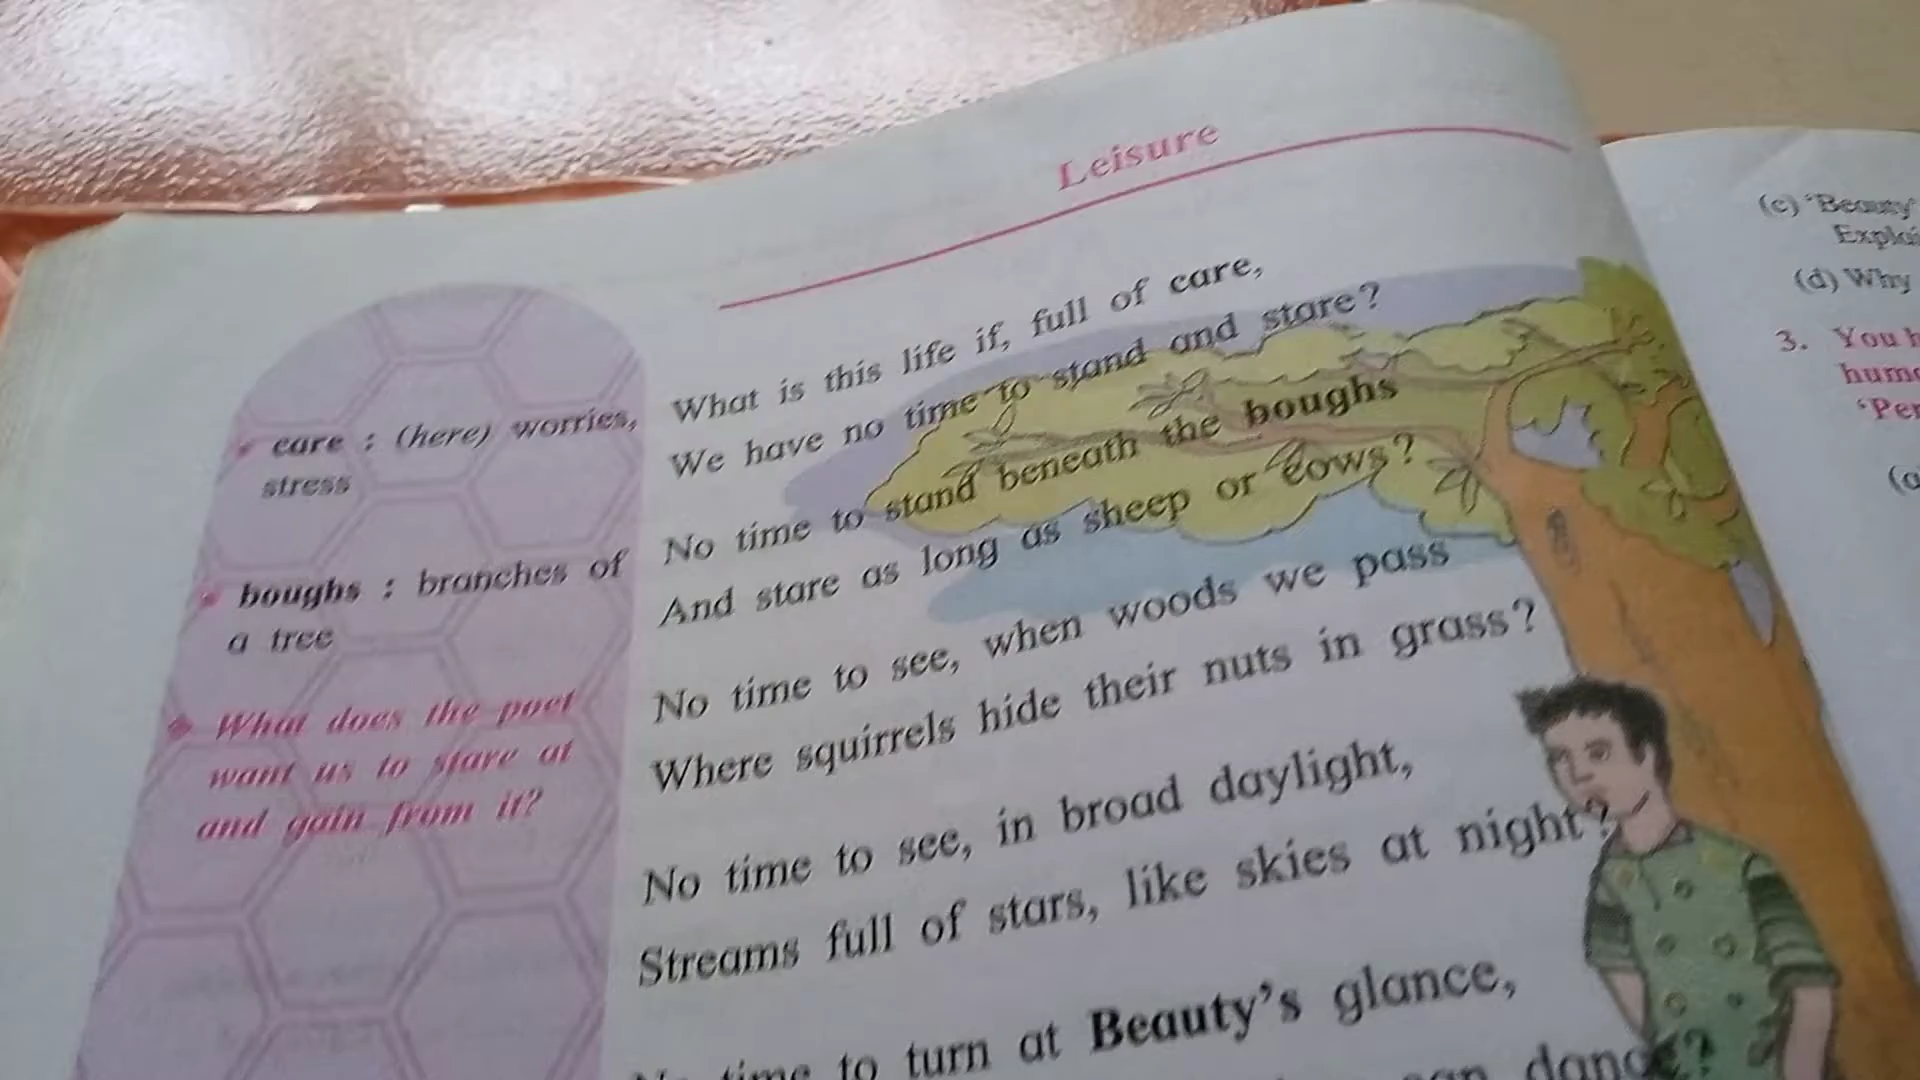 Leisure
What is this life if, full of care,
We have no time to stand and stare?
No time to stand beneath the boughs
And stare as long as sheep or cows?
No time to see, when woods we pass
Where squirrels hide their nuts in grass?
No time to see, in broad daylight,
Streams full of stars, like skies at night?
time to turn at Beauty's glance,
can dance?
care : (here) worries,
stress
boughs : branches of
a tree
What does the poet
want us to stare at
and gain from it?
(c) 'Beauty'
(d) Why
3. You